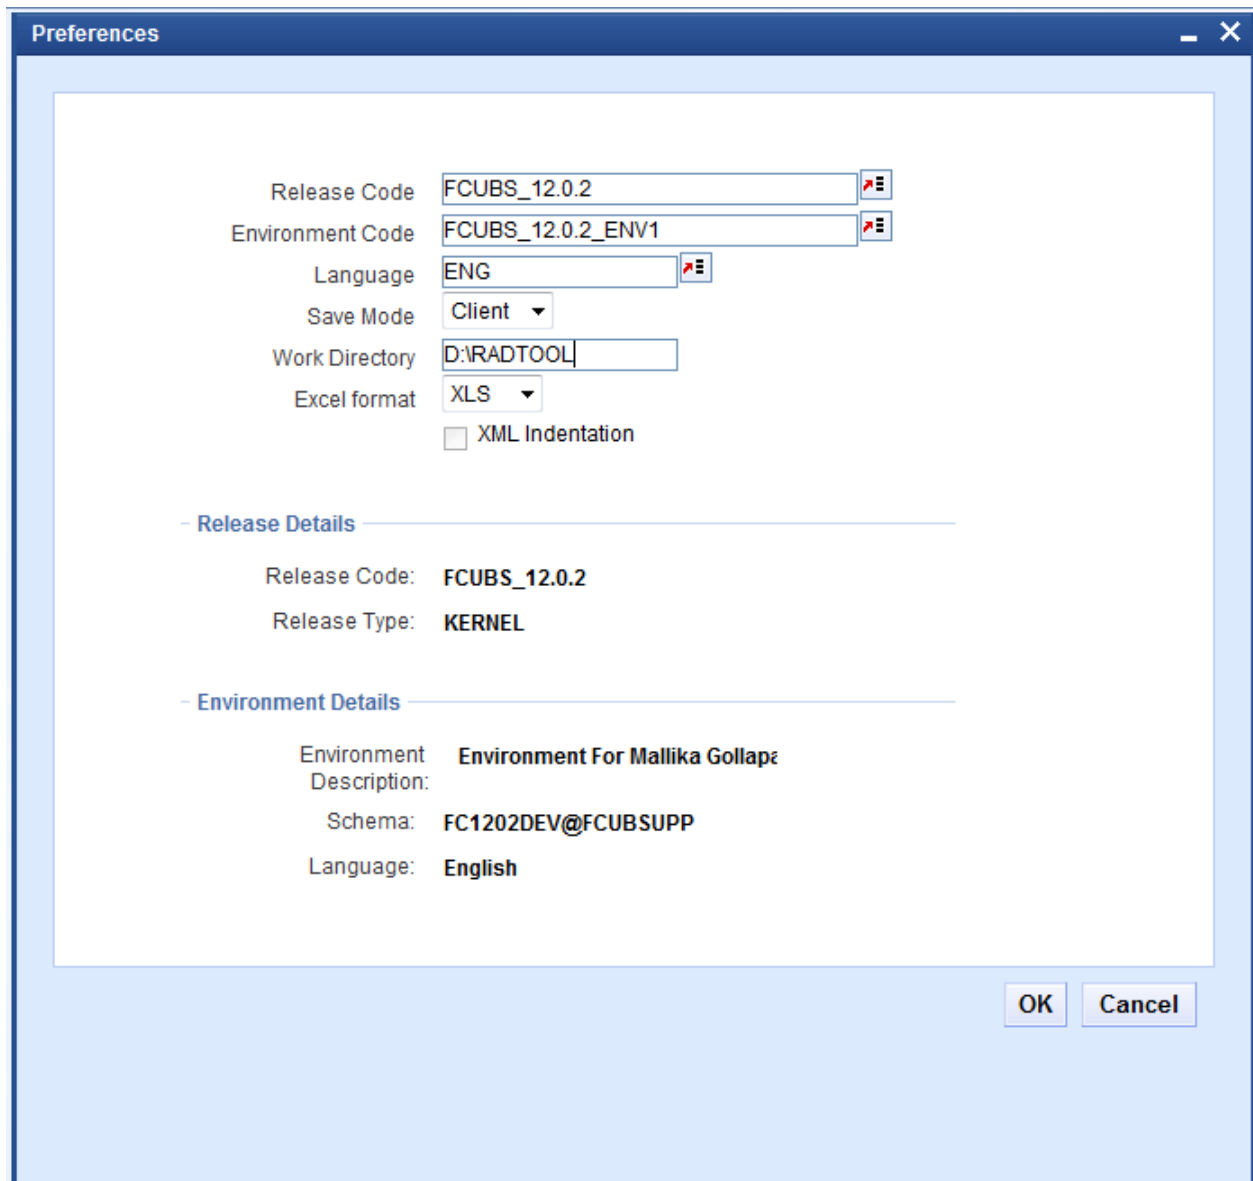 Preferences
Release Code FCUBS_12.0.2
Environment Code FCUBS_12.0.2_ENV1
Language ENG
Save Mode Client
Work Directory D:\RADTOOL
Excel format XLS
XML Indentation
Release Details
Release Code: FCUBS_12.0.2
Release Type: KERNEL
Environment Details
Environment Description: Environment For Mallika Gollapa
Schema: FC1202DEV@FCUBSUPP
Language: English
OK Cancel